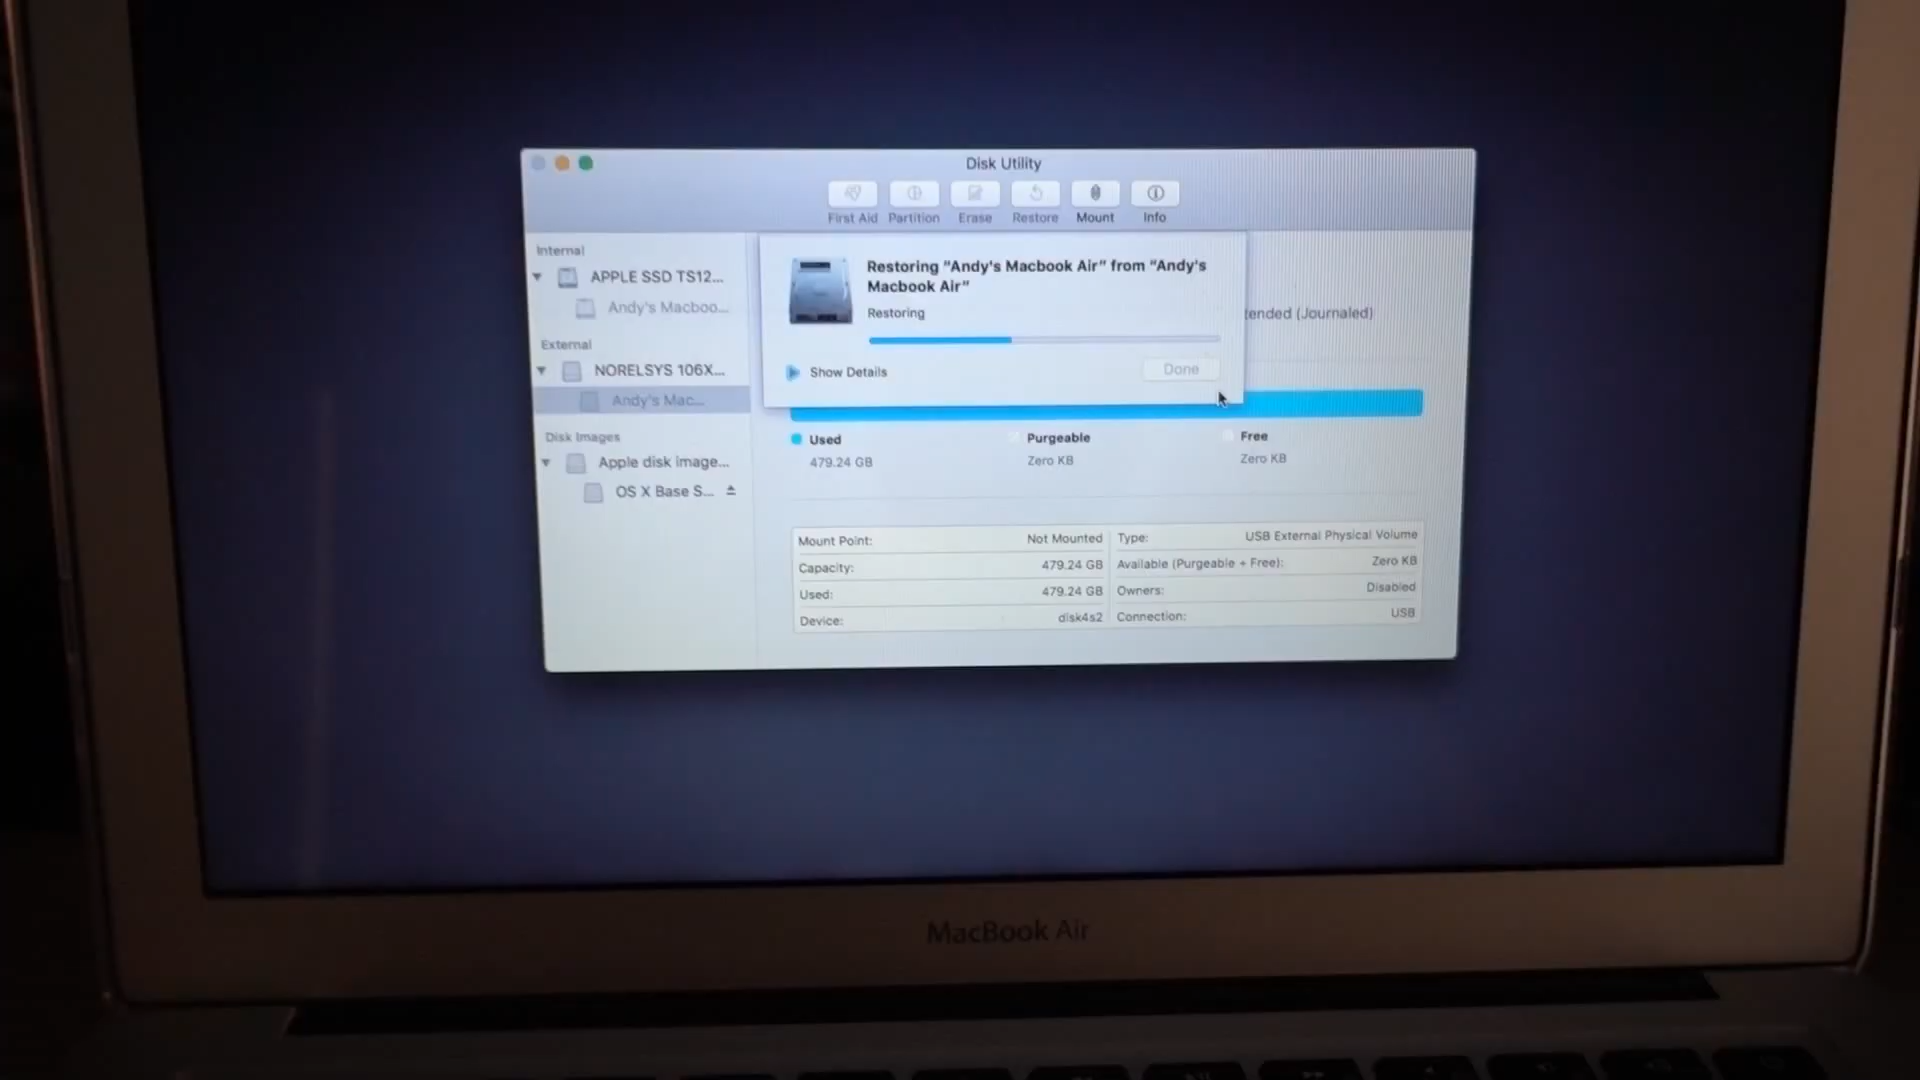 Disk Utility
First Aid Partition Erase Restore Mount Info
Internal
APPLE SSD TS12...
Andy's Macboo...
External
NORELSYS 106X...
Andy's Mac...
Disk Images
Apple disk image...
OS X Base S...
Restoring "Andy's Macbook Air" from "Andy's
Macbook Air"
Restoring
Show Details
Done
tended (Journaled)
Used
479.24 GB
Purgeable
Zero KB
Free
Zero KB
Mount Point: Not Mounted
Capacity: 479.24 GB
Used: 479.24 GB
Device: disk4s2
Type: USB External Physical Volume
Available (Purgeable + Free): Zero KB
Owners: Disabled
Connection: USB
MacBook Air